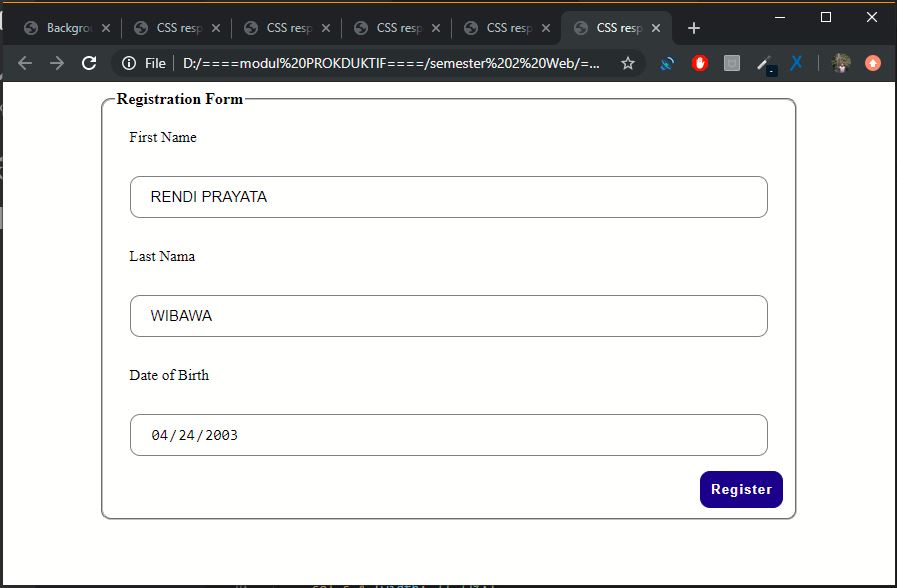 Backgrou
CSS resp
CSS resp
CSS resp
CSS resp
CSS resp
File
D:/====modul%20PROKDUKTIF====/semester%202%20Web/=...
Registration Form
First Name
RENDI PRAYATA
Last Nama
WIBAWA
Date of Birth
04/24/2003
Register